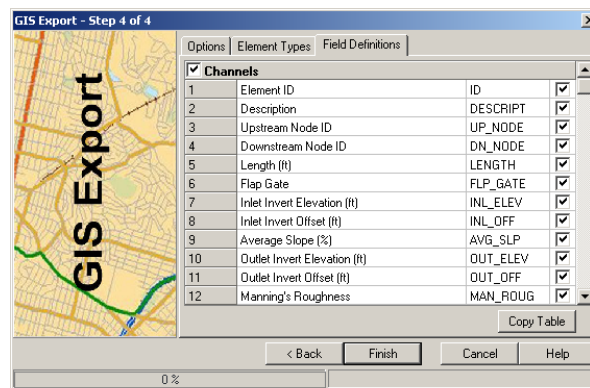 GIS Export - Step 4 of 4
GIS Export
Options Element Types Field Definitions
Channels
1 Element ID ID
2 Description DESCRIPT
3 Upstream Node ID UP_NODE
4 Downstream Node ID DN_NODE
5 Length (ft) LENGTH
6 Flap Gate FLP_GATE
7 Inlet Invert Elevation (ft) INL_ELEV
8 Inlet Invert Offset (ft) INL_OFF
9 Average Slope (%) AVG_SLP
10 Outlet Invert Elevation (ft) OUT_ELEV
11 Outlet Invert Offset (ft) OUT_OFF
12 Manning's Roughness MAN_ROUG
Copy Table
< Back Finish Cancel Help
0 %